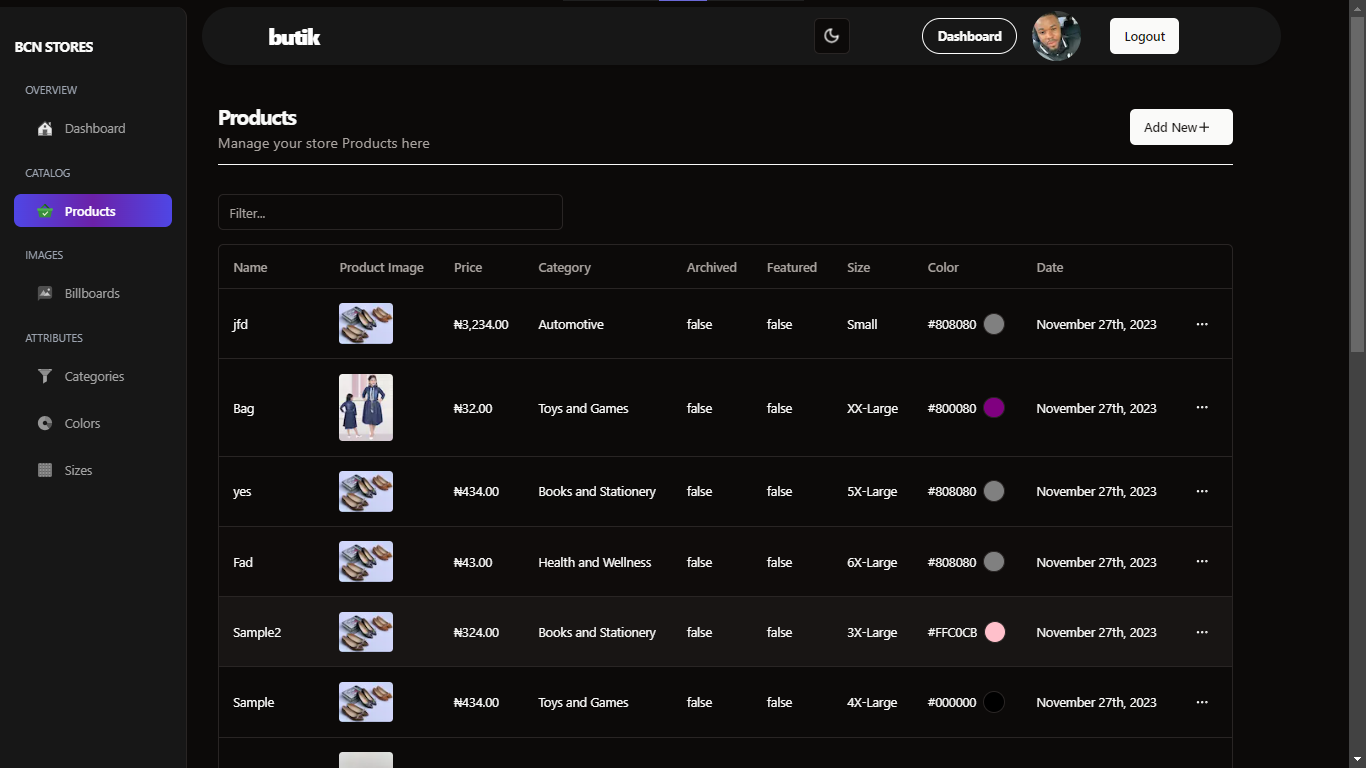 BCN STORES
OVERVIEW
Dashboard
CATALOG
Products
IMAGES
Billboards
ATTRIBUTES
Categories
Colors
Sizes
butik
Dashboard
Logout
Products
Manage your store Products here
Add New+
Filter...
Name Product Image Price Category Archived Featured Size Color Date
jfd ₦3,234.00 Automotive false false Small #808080 November 27th, 2023 ...
Bag ₦32.00 Toys and Games false false XX-Large #800080 November 27th, 2023 ...
yes ₦434.00 Books and Stationery false false 5X-Large #808080 November 27th, 2023 ...
Fad ₦43.00 Health and Wellness false false 6X-Large #808080 November 27th, 2023 ...
Sample2 ₦324.00 Books and Stationery false false 3X-Large #FFC0CB November 27th, 2023 ...
Sample ₦434.00 Toys and Games false false 4X-Large #000000 November 27th, 2023 ...